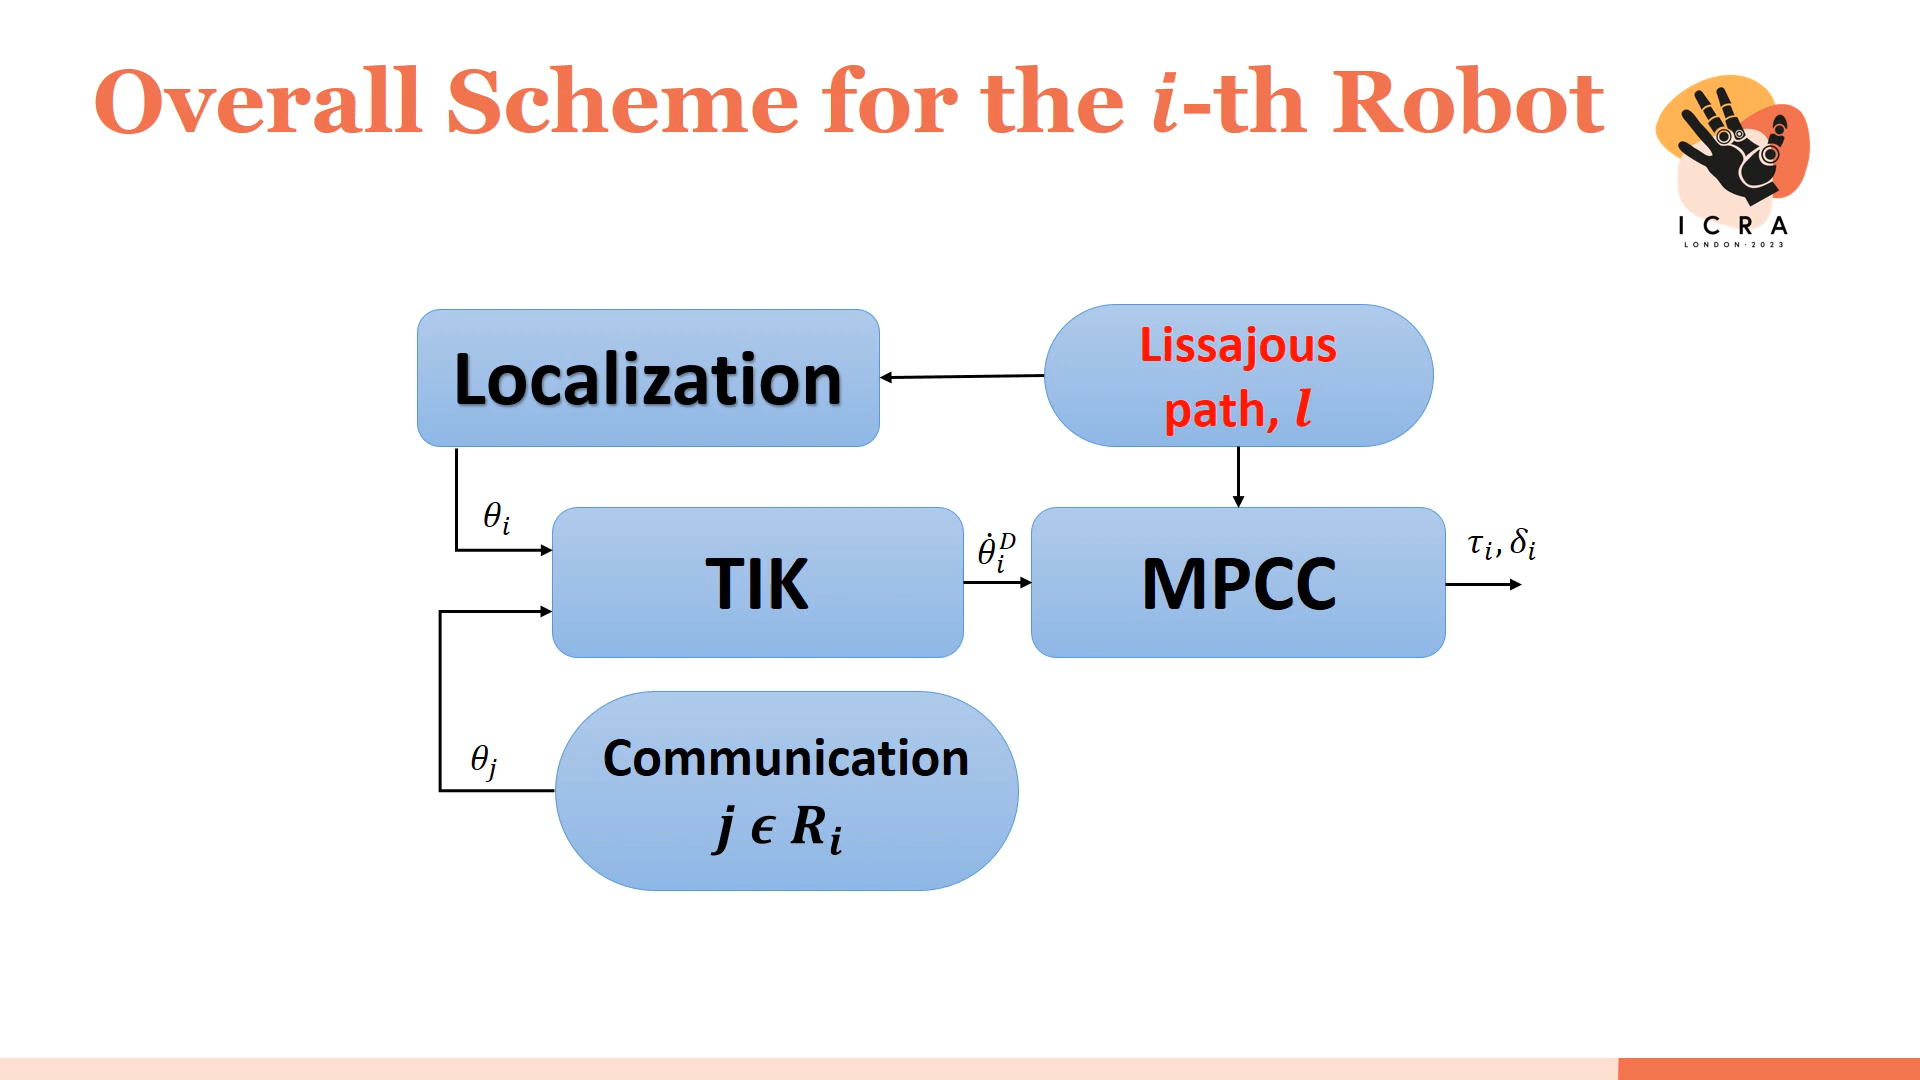 Overall Scheme for the i-th Robot
ICRA
LONDON·2023
Localization
Lissajous
path, l
θi
TIK
θ̇iD
MPCC
τi, δi
θj
Communication
j ϵ Ri